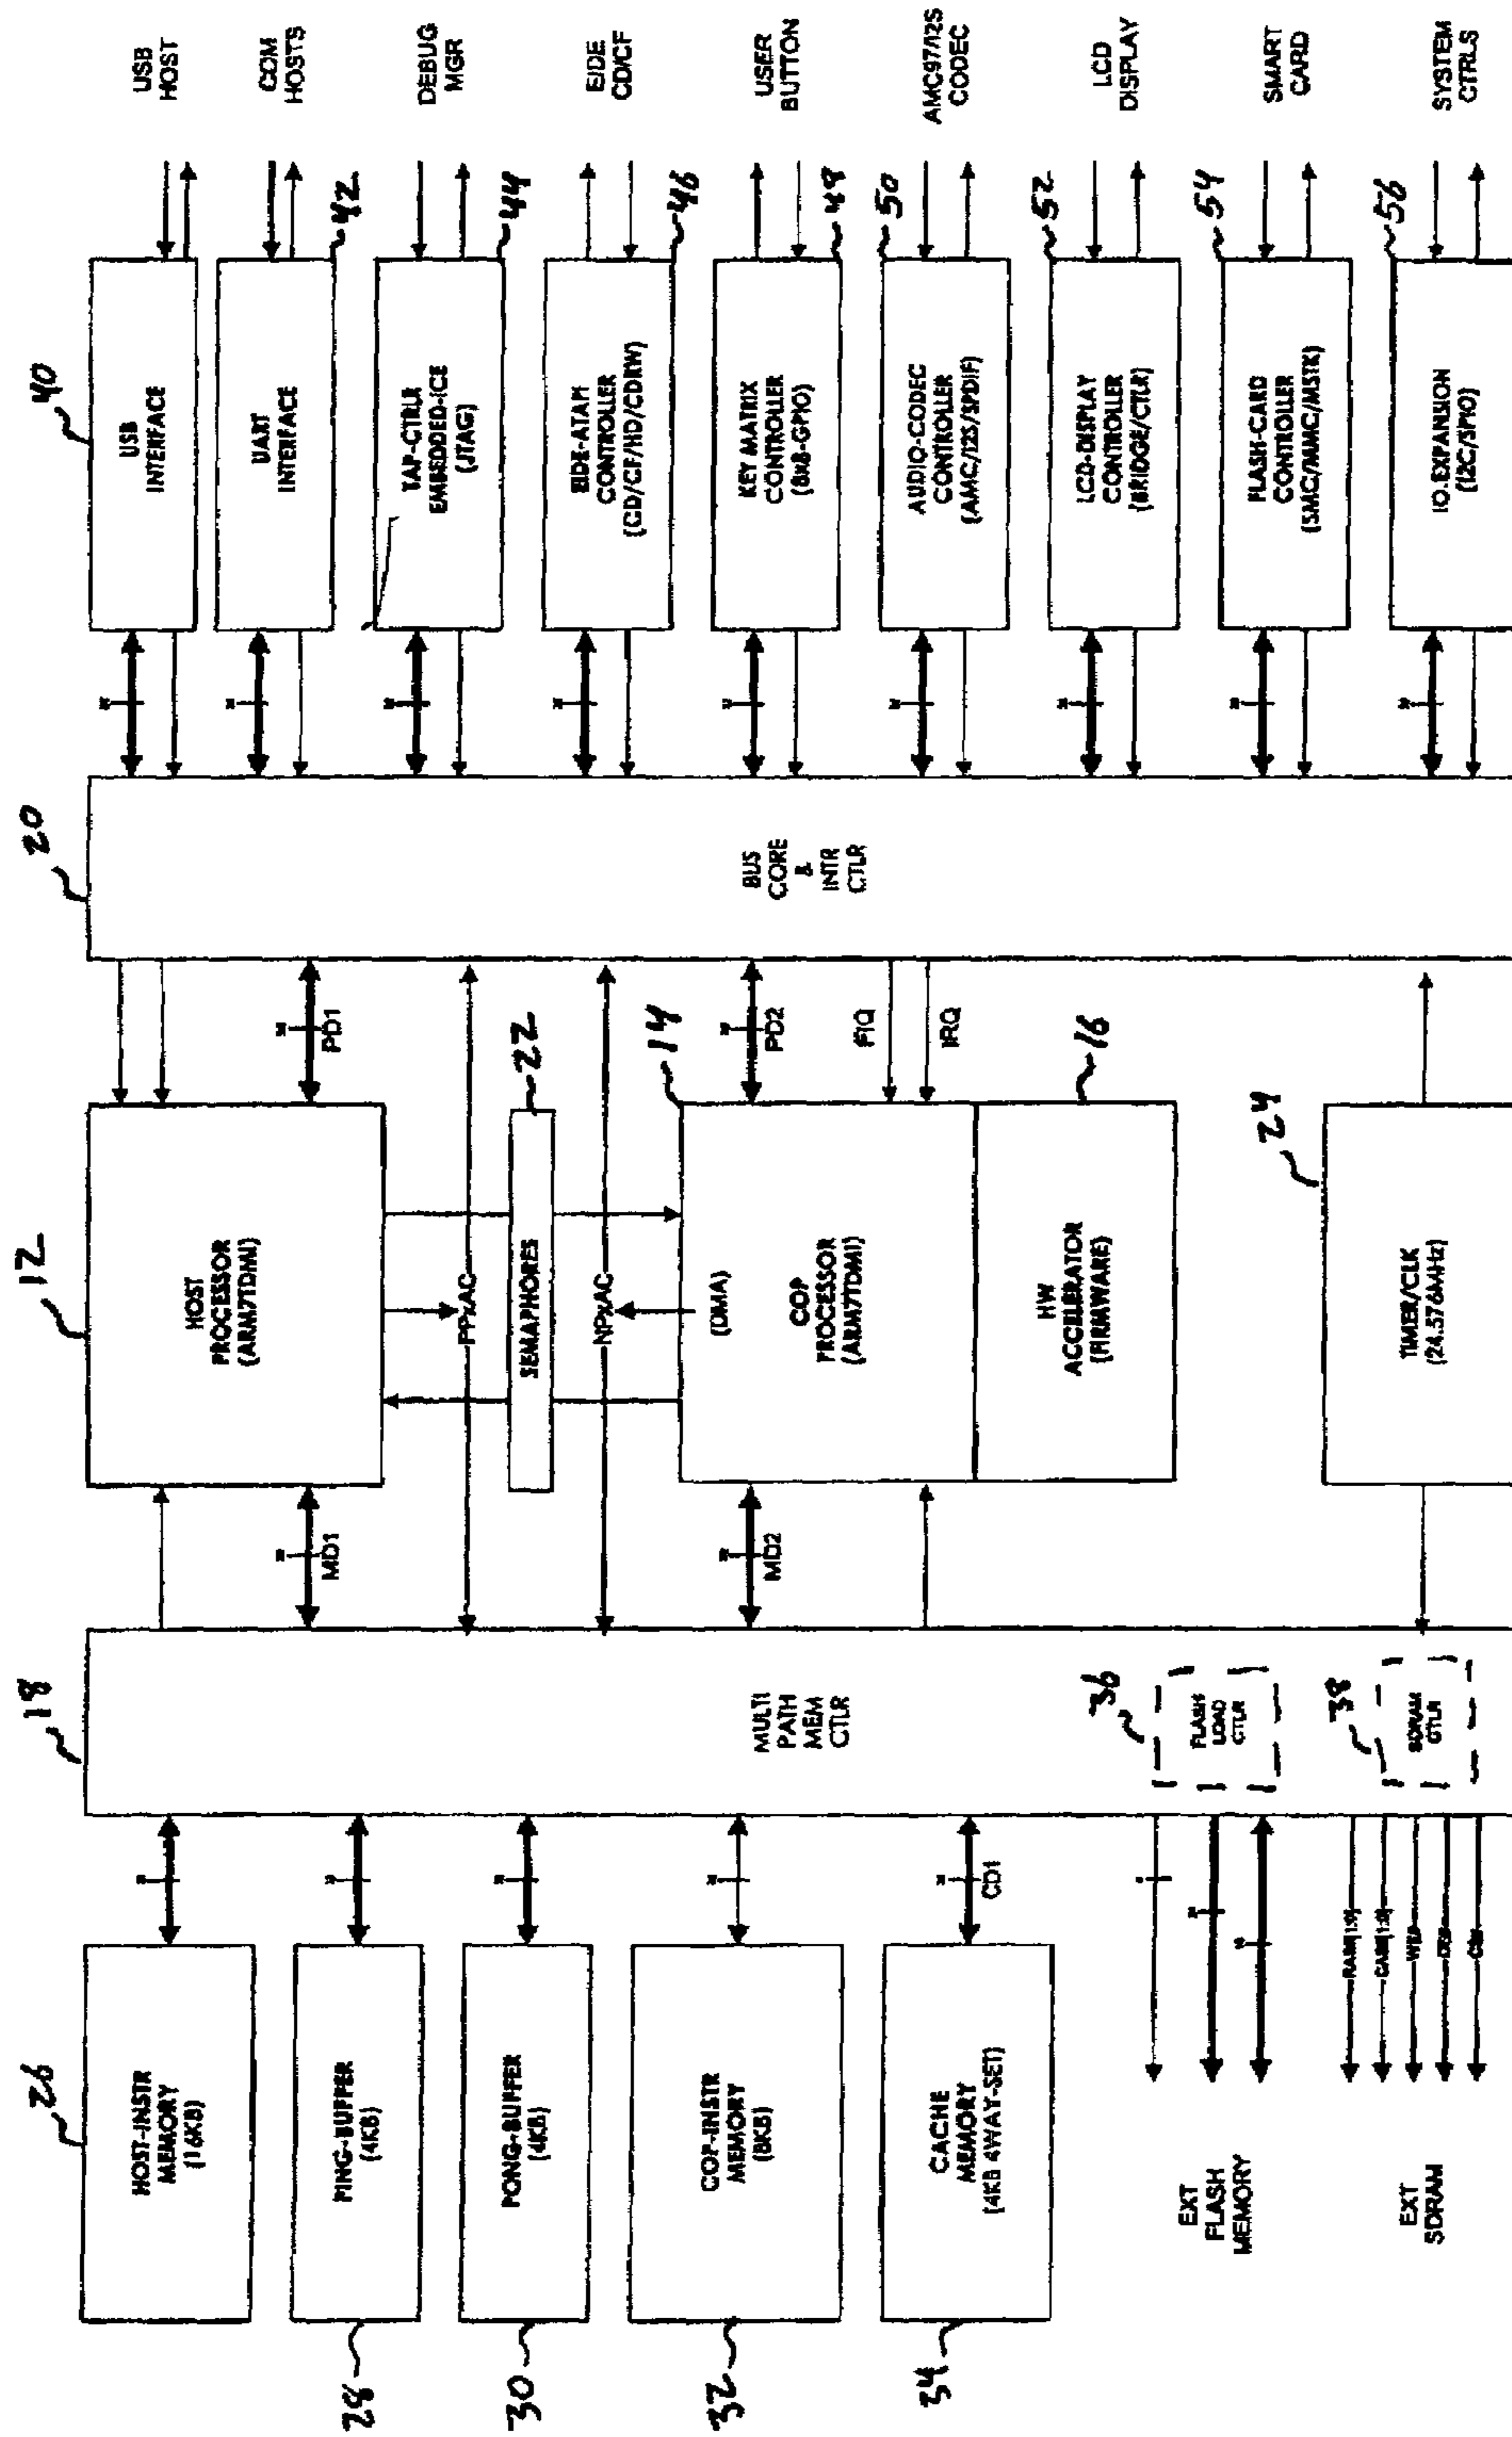 26
HOST-INSTR
MEMORY
(16KB)
28
PING-BUFFER
(4KB)
30
PONG-BUFFER
(4KB)
32
COP-INSTR
MEMORY
(8KB)
34
CACHE
MEMORY
(4KB 4WAY-SET)
CD1
EXT
FLASH
MEMORY
EXT
SDRAM
18
MULTI
PATH
MEM
CTLR
36
FLASH
LOAD
CTLR
38
SDRAM
CTLR
12
HOST
PROCESSOR
(ARM7TDMI)
MD1
PD1
PPxAC
22
SEMAPHORES
NPxAC
14
(DMA)
COP
PROCESSOR
(ARM7TDMI)
MD2
PD2
FIQ
IRQ
16
HW
ACCELERATOR
(FIRMWARE)
24
TIMER/CLK
(24.576MHz)
20
BUS
CORE
&
INTR
CTLR
40
USB
INTERFACE
USB
HOST
42
UART
INTERFACE
COM
HOSTS
44
TAP-CTRLR
EMBEDDED-ICE
(JTAG)
DEBUG
MGR
46
EIDE-ATAPI
CONTROLLER
(CD/CF/HD/CDRW)
EIDE
CD/CF
48
KEY MATRIX
CONTROLLER
(8x8-GPIO)
USER
BUTTON
50
AUDIO-CODEC
CONTROLLER
(AMC/I2S/SPDIF)
AMC97/I2S
CODEC
52
LCD-DISPLAY
CONTROLLER
(BRIDGE/CTLR)
LCD
DISPLAY
54
FLASH-CARD
CONTROLLER
(SMC/MMC/MSTK)
SMART
CARD
56
IO.EXPANSION
(I2C/SPIO)
SYSTEM
CTRLS